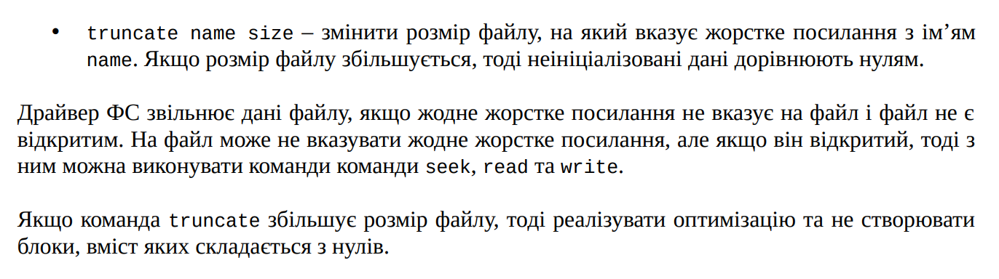 • truncate name size – змінити розмір файлу, на який вказує жорстке посилання з ім’ям
name. Якщо розмір файлу збільшується, тоді неініціалізовані дані дорівнюють нулям.
Драйвер ФС звільнює дані файлу, якщо жодне жорстке посилання не вказує на файл і файл не є
відкритим. На файл може не вказувати жодне жорстке посилання, але якщо він відкритий, тоді з
ним можна виконувати команди команди seek, read та write.
Якщо команда truncate збільшує розмір файлу, тоді реалізувати оптимізацію та не створювати
блоки, вміст яких складається з нулів.